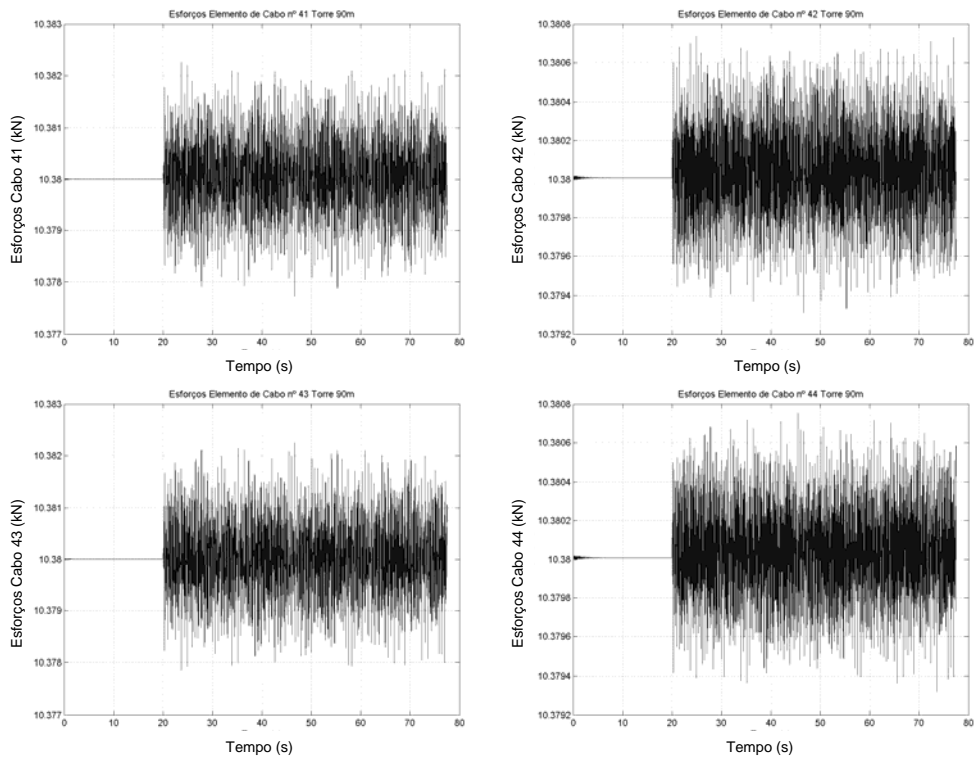 Esforços Elemento de Cabo nº 41 Torre 90m
Esforços Cabo 41 (kN)
10.383
10.382
10.381
10.38
10.379
10.378
10.377
0 10 20 30 40 50 60 70 80
Tempo (s)
Esforços Elemento de Cabo nº 42 Torre 90m
Esforços Cabo 42 (kN)
10.3808
10.3806
10.3804
10.3802
10.38
10.3798
10.3796
10.3794
10.3792
0 10 20 30 40 50 60 70 80
Tempo (s)
Esforços Elemento de Cabo nº 43 Torre 90m
Esforços Cabo 43 (kN)
10.383
10.382
10.381
10.38
10.379
10.378
10.377
0 10 20 30 40 50 60 70 80
Tempo (s)
Esforços Elemento de Cabo nº 44 Torre 90m
Esforços Cabo 44 (kN)
10.3808
10.3806
10.3804
10.3802
10.38
10.3798
10.3796
10.3794
10.3792
0 10 20 30 40 50 60 70 80
Tempo (s)